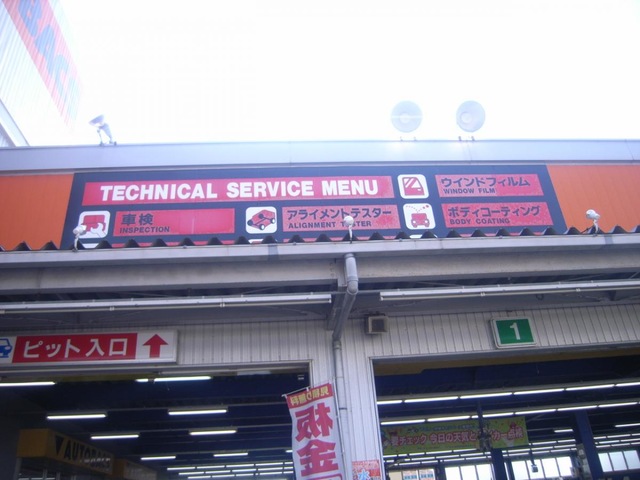 TECHNICAL SERVICE MENU
ウインドフィルム
WINDOW FILM
車検
INSPECTION
アライメントテスター
ALIGNMENT TESTER
ボディコーティング
BODY COATING
1
ピット入口
板金